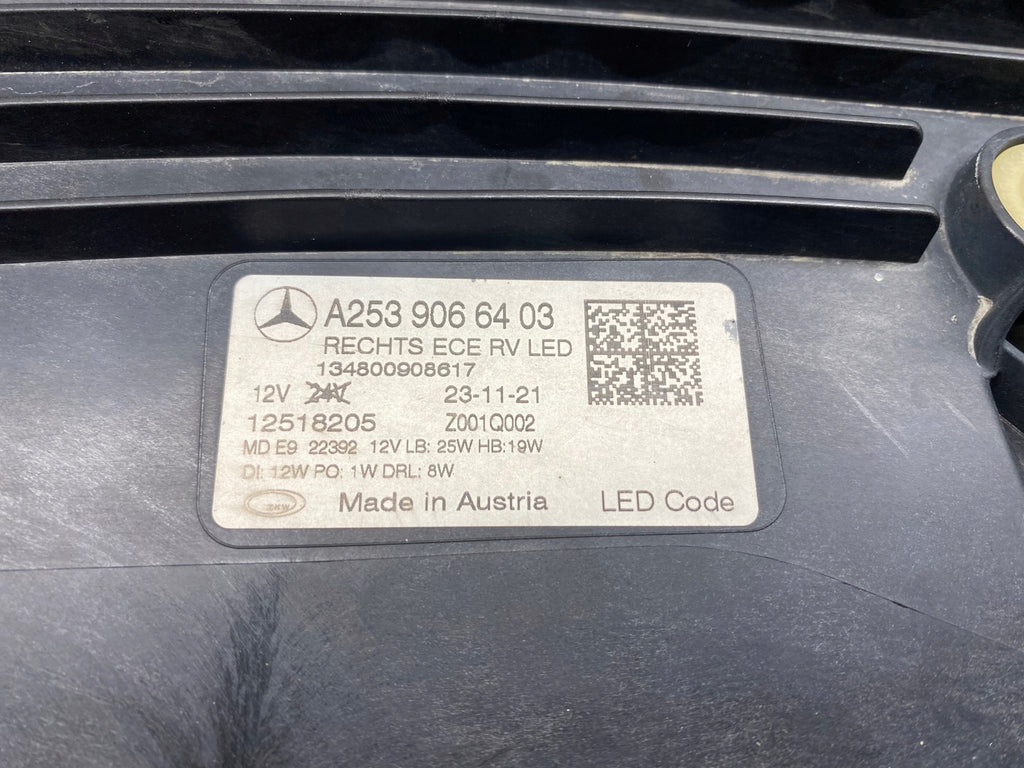 A253 906 64 03
RECHTS ECE RV LED
134800908617
12V 24V 23-11-21
12518205 Z001Q002
MD E9 22392 12V LB: 25W HB:19W
DI: 12W PO: 1W DRL: 8W
ZKW Made in Austria LED Code